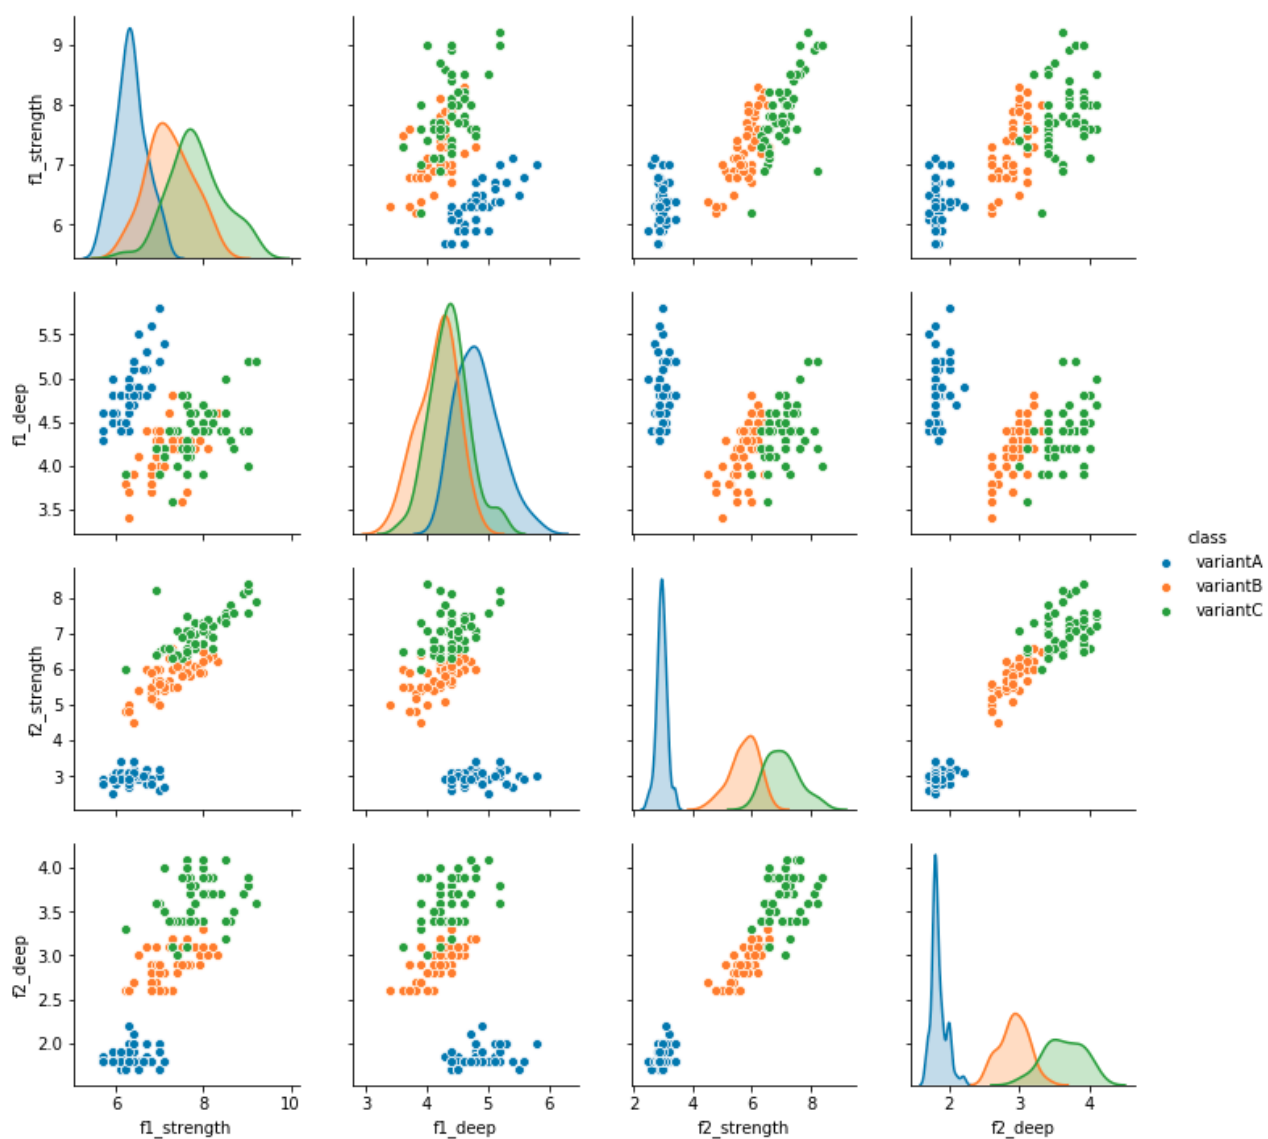 9
8
7
6
f1_strength
5.5
5.0
4.5
4.0
3.5
f1_deep
class
variantA
variantB
variantC
8
7
6
5
4
3
f2_strength
4.0
3.5
3.0
2.5
2.0
f2_deep
6 8 10 3 4 5 6 2 4 6 8 2 3 4
f1_strength f1_deep f2_strength f2_deep